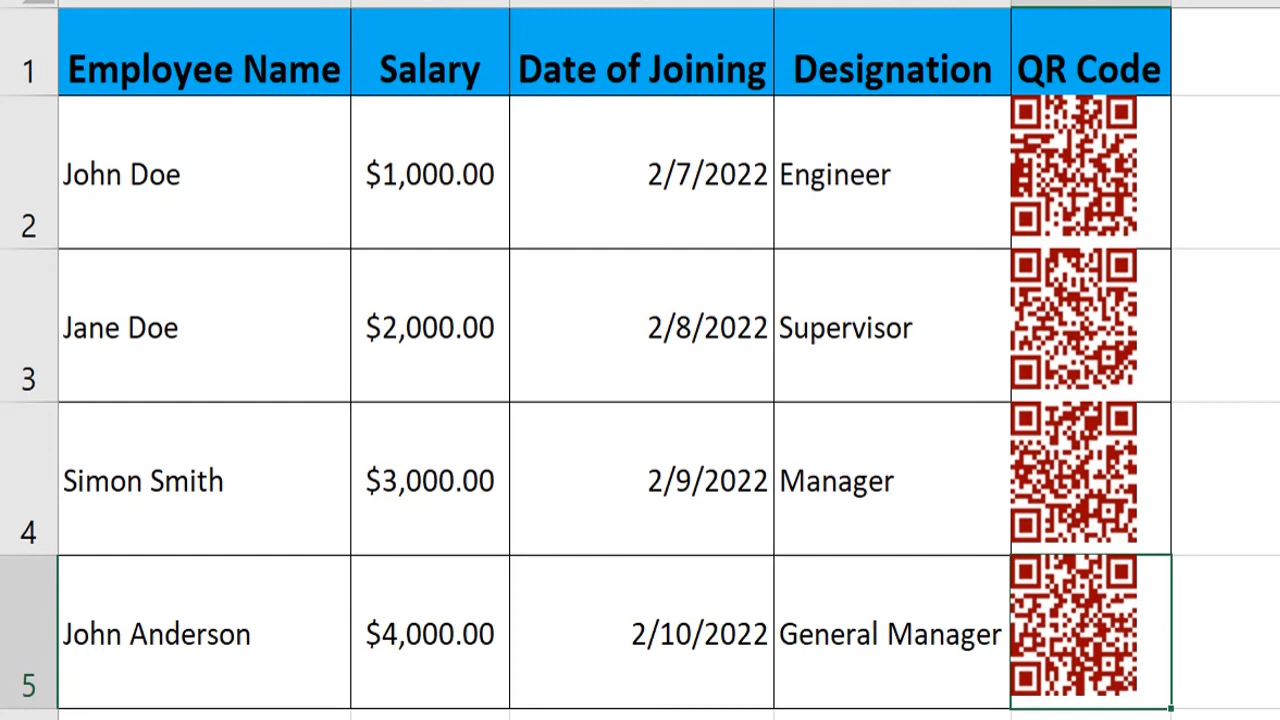 1 Employee Name Salary Date of Joining Designation QR Code
2 John Doe $1,000.00 2/7/2022 Engineer
3 Jane Doe $2,000.00 2/8/2022 Supervisor
4 Simon Smith $3,000.00 2/9/2022 Manager
5 John Anderson $4,000.00 2/10/2022 General Manager